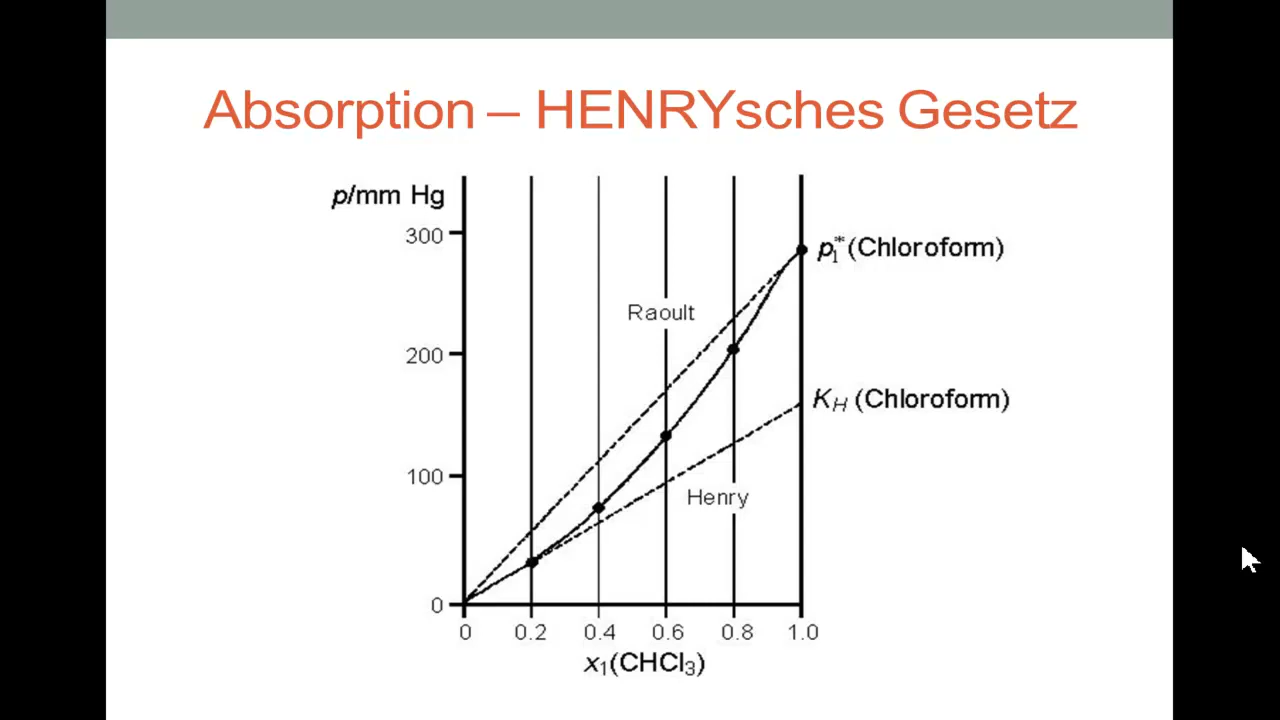 Absorption – HENRYsches Gesetz
p/mm Hg
300
200
100
0
p₁*(Chloroform)
Raoult
K_H (Chloroform)
Henry
0 0.2 0.4 0.6 0.8 1.0
x₁(CHCl₃)